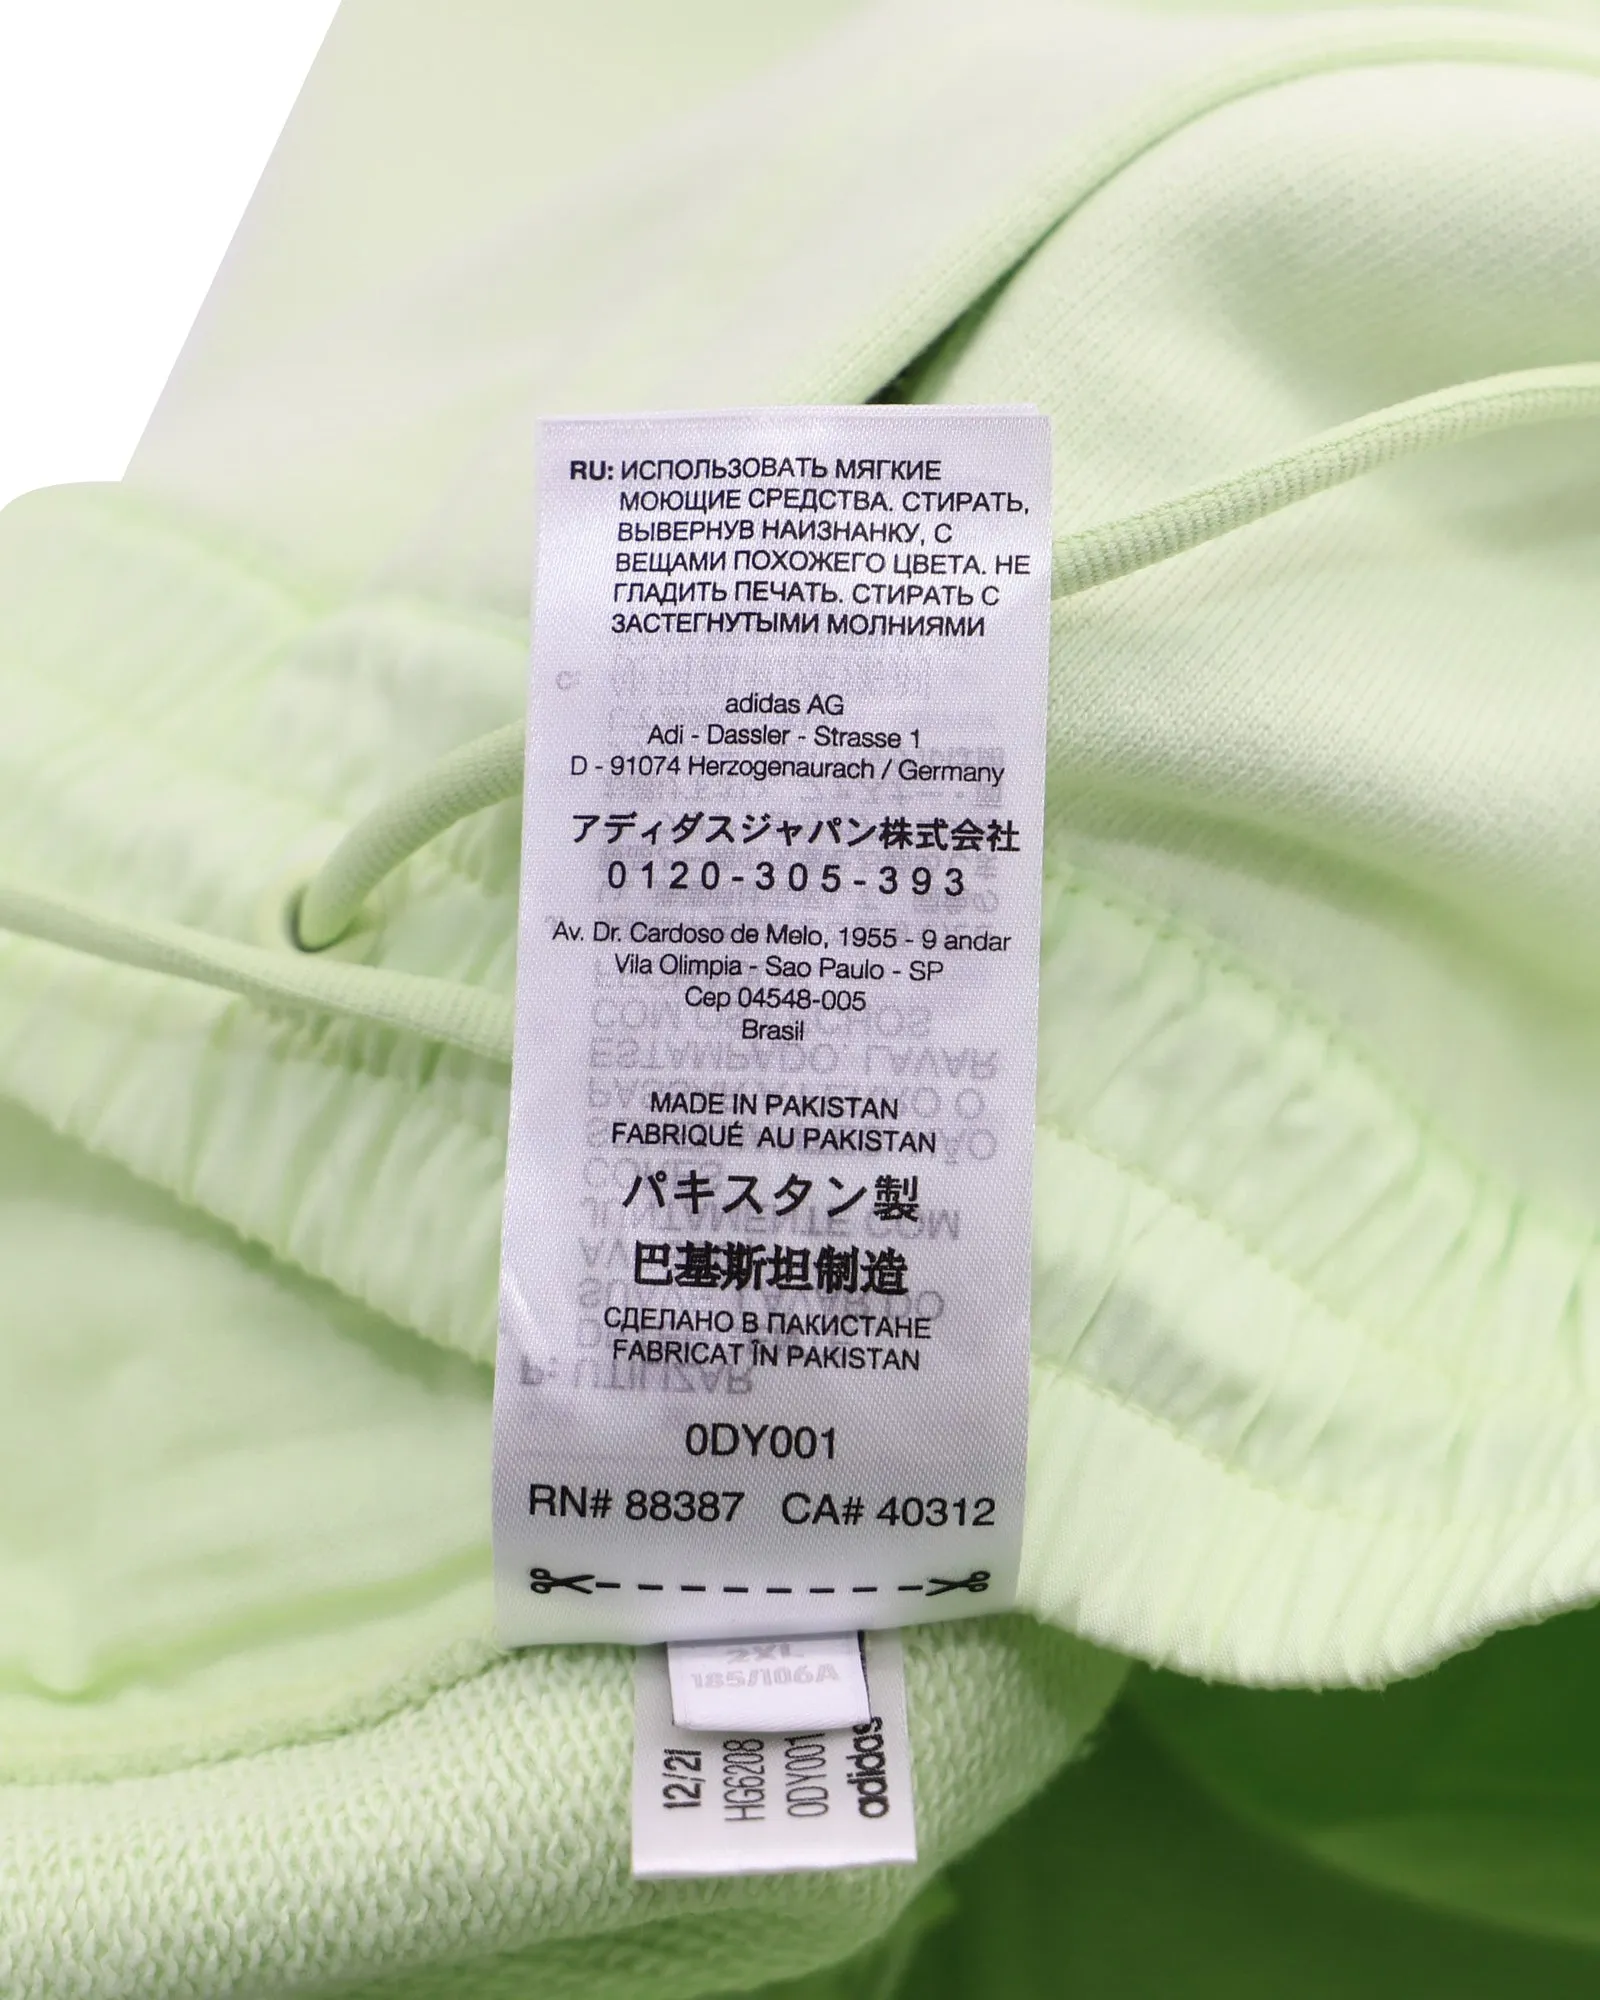 RU: ИСПОЛЬЗОВАТЬ МЯГКИЕ
МОЮЩИЕ СРЕДСТВА. СТИРАТЬ,
ВЫВЕРНУВ НАИЗНАНКУ, С
ВЕЩАМИ ПОХОЖЕГО ЦВЕТА. НЕ
ГЛАДИТЬ ПЕЧАТЬ. СТИРАТЬ С
ЗАСТЕГНУТЫМИ МОЛНИЯМИ
adidas AG
Adi - Dassler - Strasse 1
D - 91074 Herzogenaurach / Germany
アディダスジャパン株式会社
0120-305-393
Av. Dr. Cardoso de Melo, 1955 - 9 andar
Vila Olimpia - Sao Paulo - SP
Cep 04548-005
Brasil
MADE IN PAKISTAN
FABRIQUÉ AU PAKISTAN
パキスタン製
巴基斯坦制造
СДЕЛАНО В ПАКИСТАНЕ
FABRICAT ÎN PAKISTAN
0DY001
RN# 88387 CA# 40312
2XL
185/106A
12/21
HG6208
0DY001
adidas